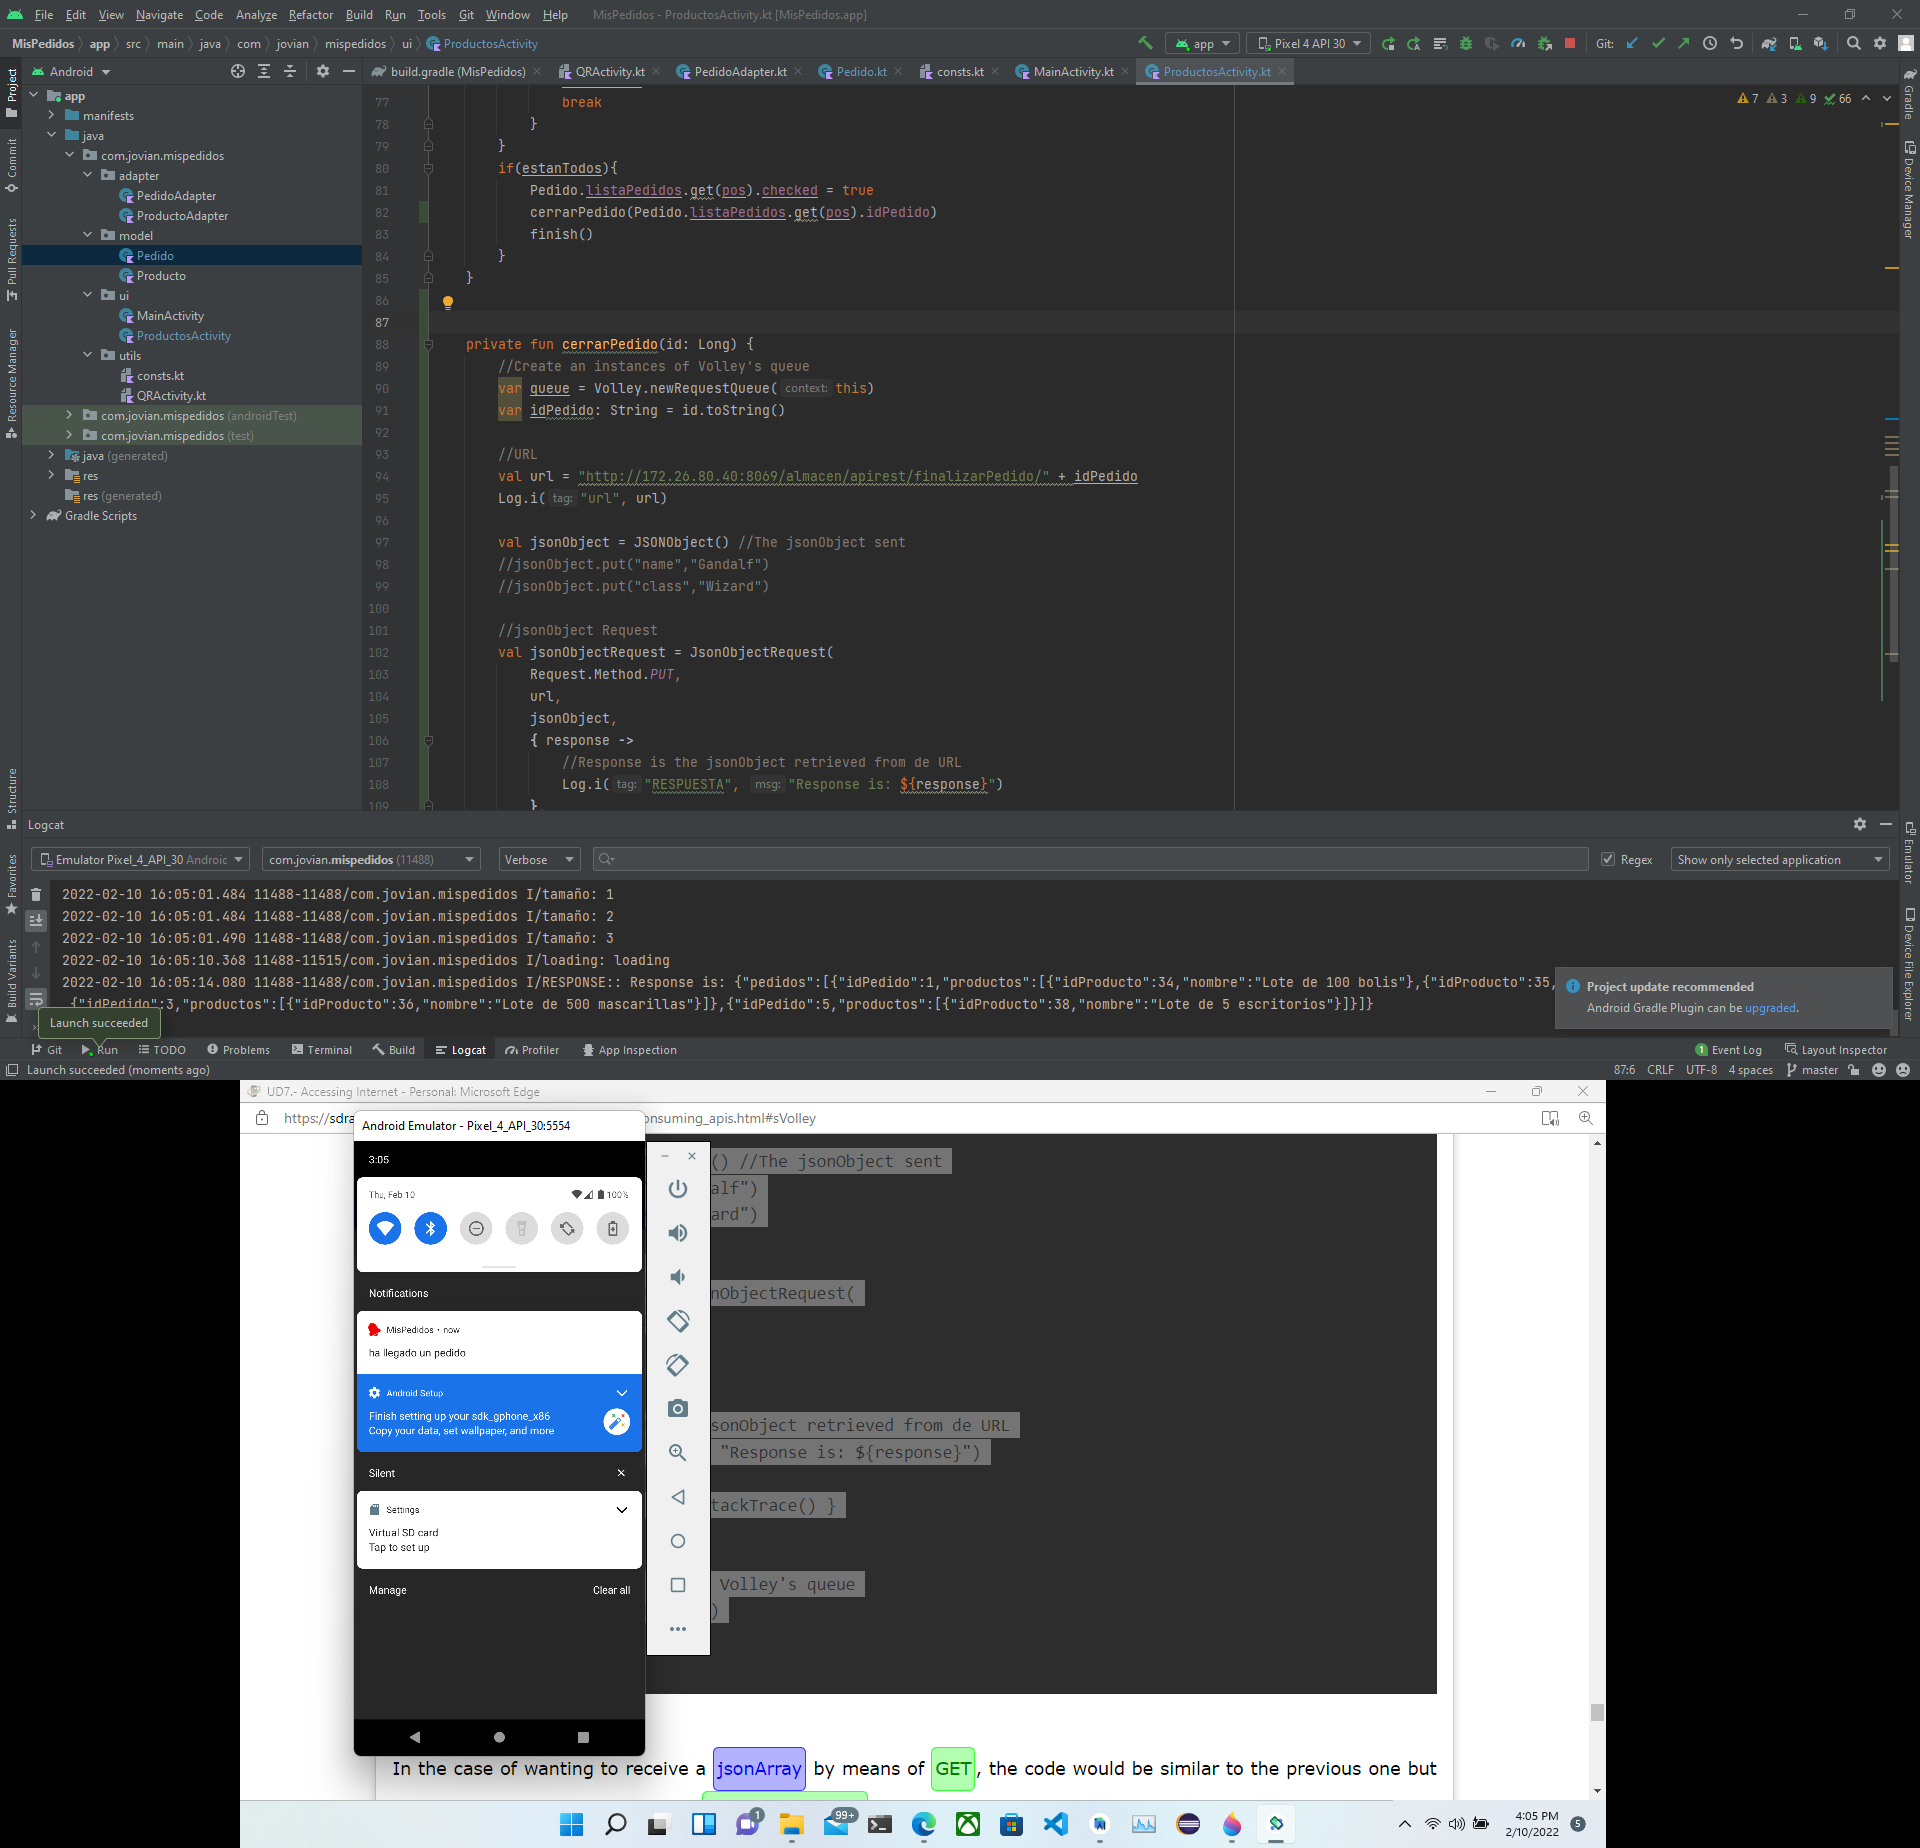 File Edit View Navigate Code Analyze Refactor Build Run Tools Git Window Help MisPedidos - ProductosActivity.kt [MisPedidos.app]
MisPedidos app src main java com jovian mispedidos ui ProductosActivity
app Pixel 4 API 30 Git:
Android
build.gradle (MisPedidos) QRActivity.kt PedidoAdapter.kt Pedido.kt consts.kt MainActivity.kt ProductosActivity.kt
Project
Commit
Pull Requests
Resource Manager
Structure
Favorites
Build Variants
app
manifests
java
com.jovian.mispedidos
adapter
PedidoAdapter
ProductoAdapter
model
Pedido
Producto
ui
MainActivity
ProductosActivity
utils
consts.kt
QRActivity.kt
com.jovian.mispedidos (androidTest)
com.jovian.mispedidos (test)
java (generated)
res
res (generated)
Gradle Scripts
7 3 9 66
77 break
78 }
79 }
80 if(estanTodos){
81 Pedido.listaPedidos.get(pos).checked = true
82 cerrarPedido(Pedido.listaPedidos.get(pos).idPedido)
83 finish()
84 }
85 }
86
87
88 private fun cerrarPedido(id: Long) {
89 //Create an instances of Volley's queue
90 var queue = Volley.newRequestQueue( context: this)
91 var idPedido: String = id.toString()
92
93 //URL
94 val url = "http://172.26.80.40:8069/almacen/apirest/finalizarPedido/" + idPedido
95 Log.i( tag: "url", url)
96
97 val jsonObject = JSONObject() //The jsonObject sent
98 //jsonObject.put("name","Gandalf")
99 //jsonObject.put("class","Wizard")
100
101 //jsonObject Request
102 val jsonObjectRequest = JsonObjectRequest(
103 Request.Method.PUT,
104 url,
105 jsonObject,
106 { response ->
107 //Response is the jsonObject retrieved from de URL
108 Log.i( tag: "RESPUESTA", msg: "Response is: ${response}")
109 }
Gradle
Device Manager
Emulator
Device File Explorer
Logcat
Emulator Pixel_4_API_30 Androic com.jovian.mispedidos (11488) Verbose Regex Show only selected application
2022-02-10 16:05:01.484 11488-11488/com.jovian.mispedidos I/tamaño: 1
2022-02-10 16:05:01.484 11488-11488/com.jovian.mispedidos I/tamaño: 2
2022-02-10 16:05:01.490 11488-11488/com.jovian.mispedidos I/tamaño: 3
2022-02-10 16:05:10.368 11488-11515/com.jovian.mispedidos I/loading: loading
2022-02-10 16:05:14.080 11488-11488/com.jovian.mispedidos I/RESPONSE:: Response is: {"pedidos":[{"idPedido":1,"productos":[{"idProducto":34,"nombre":"Lote de 100 bolis"},{"idProducto":35,
{"idPedido":3,"productos":[{"idProducto":36,"nombre":"Lote de 500 mascarillas"}]},{"idPedido":5,"productos":[{"idProducto":38,"nombre":"Lote de 5 escritorios"}]}]}
Project update recommended
Android Gradle Plugin can be upgraded.
Launch succeeded
Git Run TODO Problems Terminal Build Logcat Profiler App Inspection 1 Event Log Layout Inspector
Launch succeeded (moments ago) 87:6 CRLF UTF-8 4 spaces master
UD7.- Accessing Internet - Personal: Microsoft Edge
https://sdra onsuming_apis.html#sVolley
Android Emulator - Pixel_4_API_30:5554
3:05
Thu, Feb 10 100%
Notifications
MisPedidos • now
ha llegado un pedido
Android Setup
Finish setting up your sdk_gphone_x86
Copy your data, set wallpaper, and more
Silent
Settings
Virtual SD card
Tap to set up
Manage Clear all
() //The jsonObject sent
alf")
ard")
nObjectRequest(
sonObject retrieved from de URL
"Response is: ${response}")
tackTrace() }
Volley's queue
)
In the case of wanting to receive a jsonArray by means of GET, the code would be similar to the previous one but
1 99+
4:05 PM
2/10/2022 5